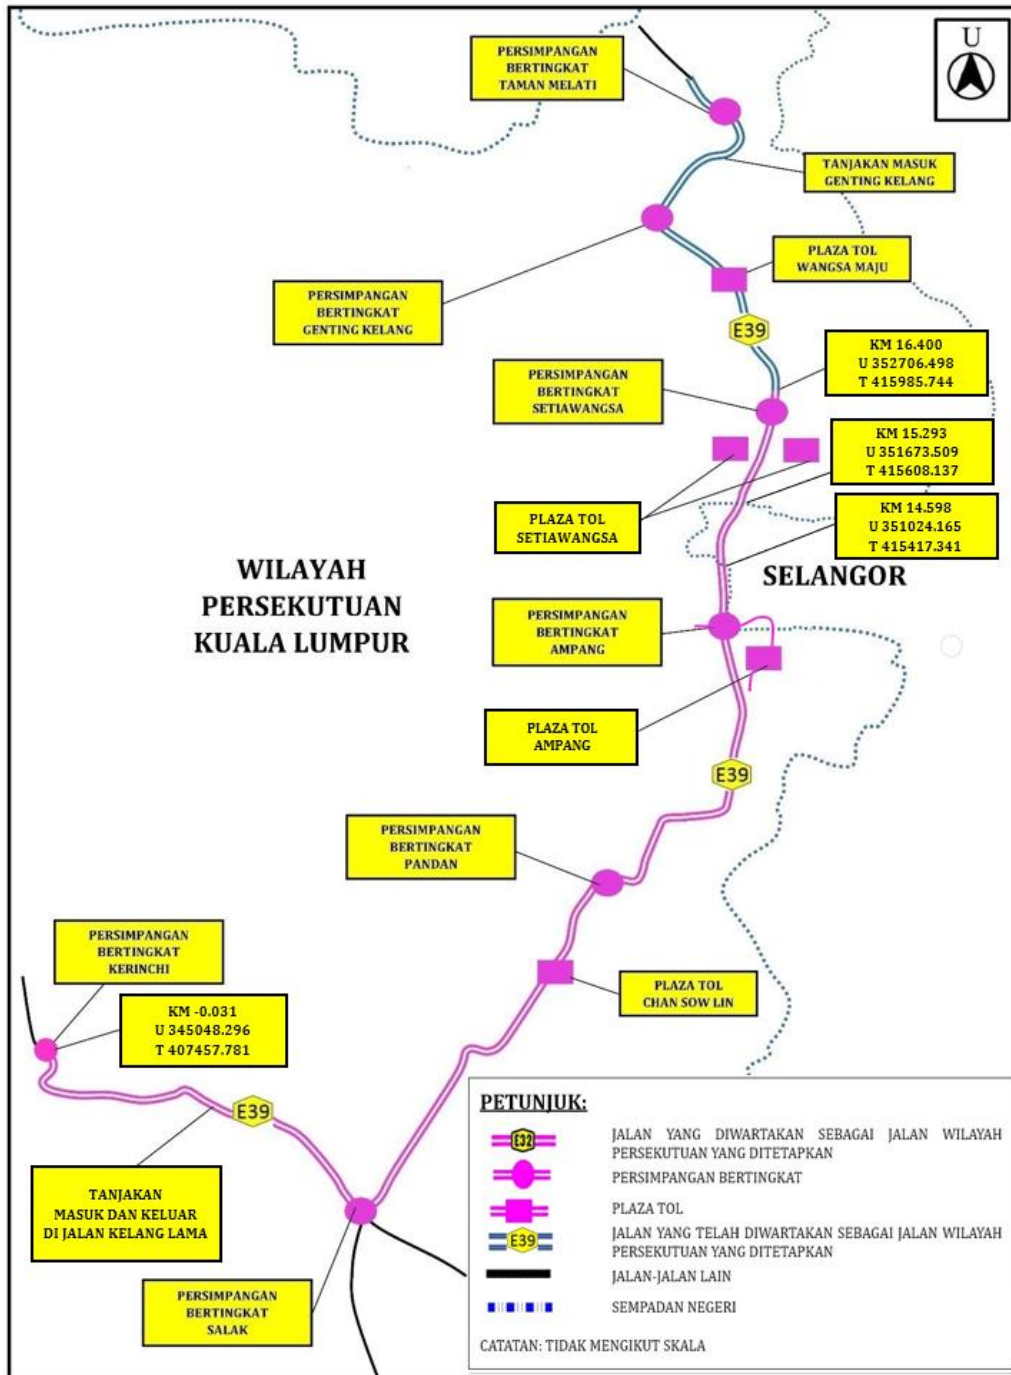 U
PERSIMPANGAN
BERTINGKAT
TAMAN MELATI
TANJAKAN MASUK
GENTING KELANG
PLAZA TOL
WANGSA MAJU
PERSIMPANGAN
BERTINGKAT
GENTING KELANG
E39
KM 16.400
U 352706.498
T 415985.744
PERSIMPANGAN
BERTINGKAT
SETIAWANGSA
KM 15.293
U 351673.509
T 415608.137
PLAZA TOL
SETIAWANGSA
KM 14.598
U 351024.165
T 415417.341
WILAYAH
PERSEKUTUAN
KUALA LUMPUR
SELANGOR
PERSIMPANGAN
BERTINGKAT
AMPANG
PLAZA TOL
AMPANG
E39
PERSIMPANGAN
BERTINGKAT
PANDAN
PERSIMPANGAN
BERTINGKAT
KERINCHI
PLAZA TOL
CHAN SOW LIN
KM -0.031
U 345048.296
T 407457.781
E39
TANJAKAN
MASUK DAN KELUAR
DI JALAN KELANG LAMA
PERSIMPANGAN
BERTINGKAT
SALAK
PETUNJUK:
E32
JALAN YANG DIWARTAKAN SEBAGAI JALAN WILAYAH
PERSEKUTUAN YANG DITETAPKAN
PERSIMPANGAN BERTINGKAT
PLAZA TOL
E39
JALAN YANG TELAH DIWARTAKAN SEBAGAI JALAN WILAYAH
PERSEKUTUAN YANG DITETAPKAN
JALAN-JALAN LAIN
SEMPADAN NEGERI
CATATAN: TIDAK MENGIKUT SKALA